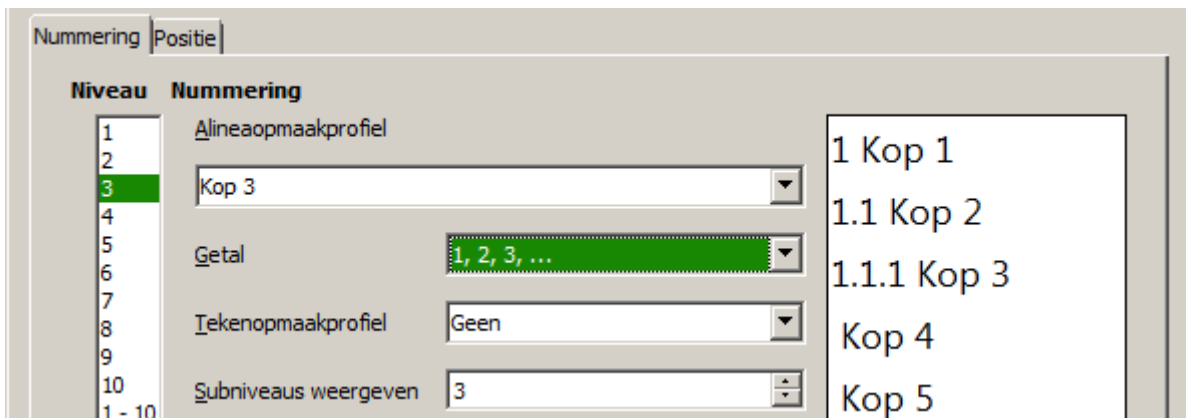 Nummering Positie
Niveau Nummering
1
2
3
4
5
6
7
8
9
10
1 - 10
Alineaopmaakprofiel
Kop 3
Getal 1, 2, 3, ...
Tekenopmaakprofiel Geen
Subniveaus weergeven 3
1 Kop 1
1.1 Kop 2
1.1.1 Kop 3
Kop 4
Kop 5